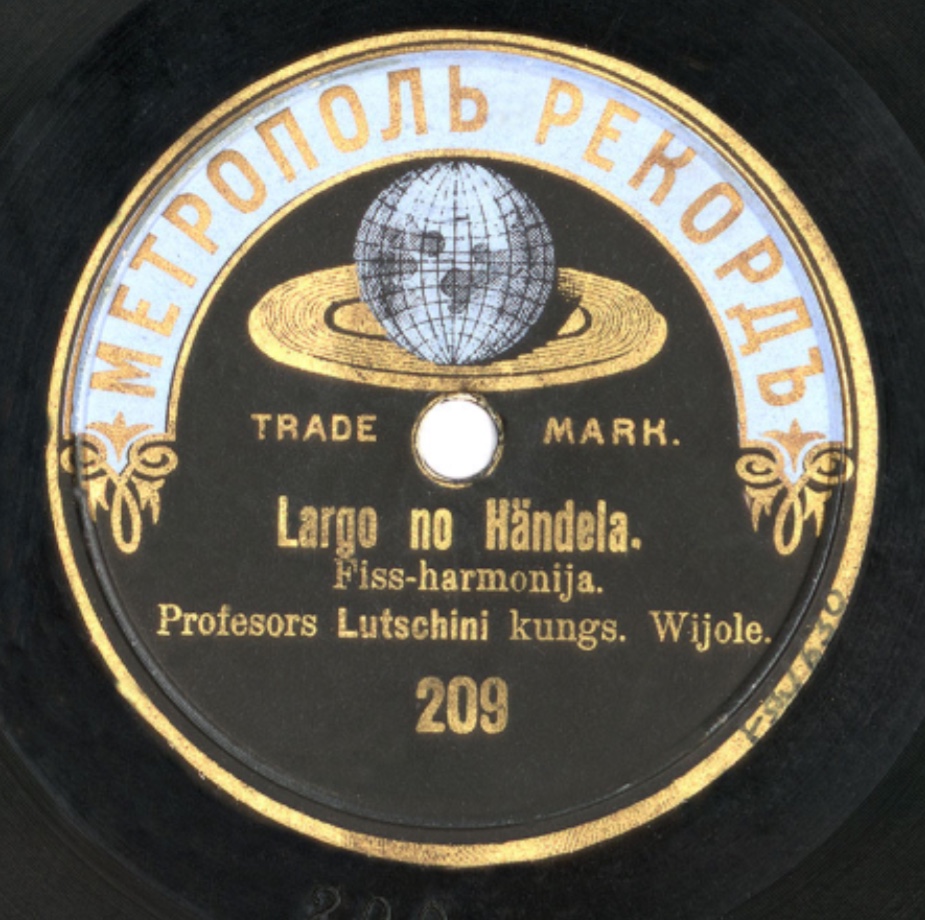 МЕТРОПОЛЬ РЕКОРДЪ
TRADE MARK.
Largo no Händela.
Fiss-harmonija.
Profesors Lutschini kungs. Wijole.
209